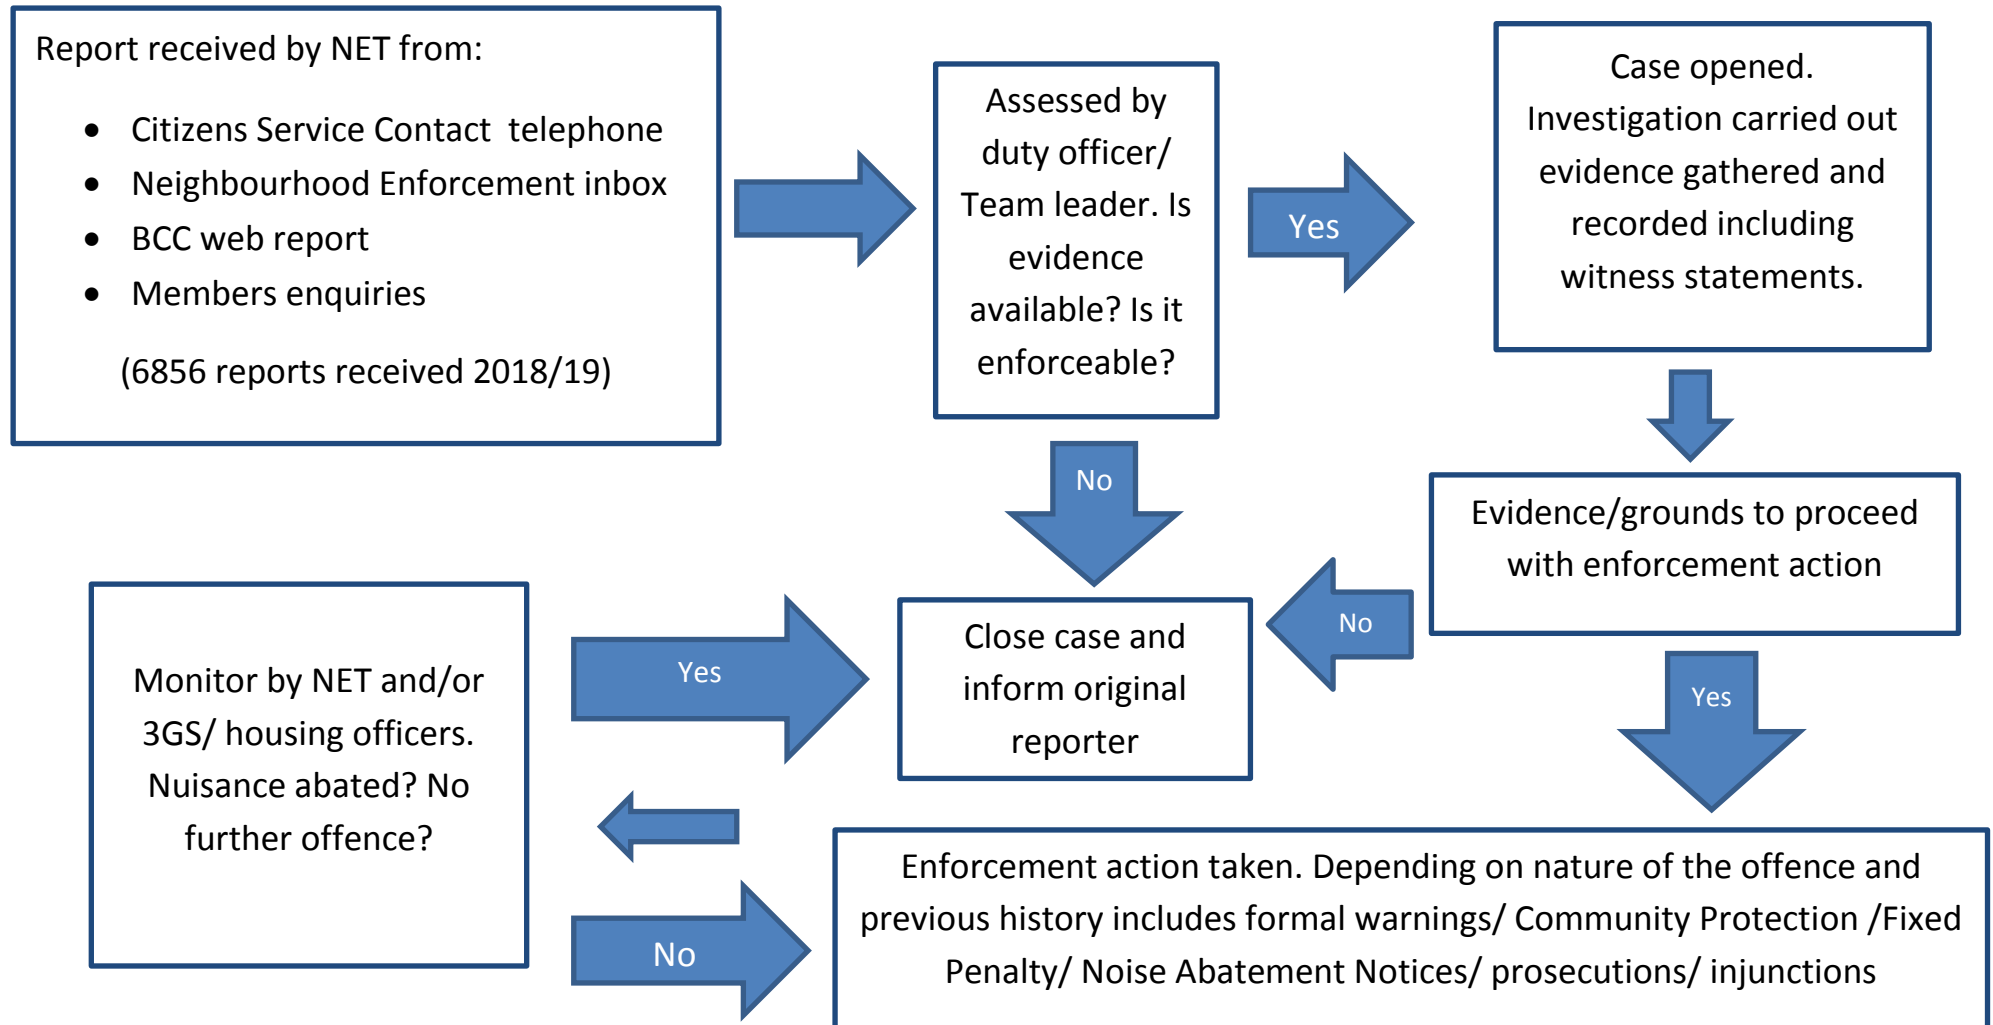 Report received by NET from:
• Citizens Service Contact  telephone
• Neighbourhood Enforcement inbox
• BCC web report
• Members enquiries
(6856 reports received 2018/19)
Assessed by
duty officer/
Team leader. Is
evidence
available? Is it
enforceable?
Yes
Case opened.
Investigation carried out
evidence gathered and
recorded including
witness statements.
No
Evidence/grounds to proceed
with enforcement action
No
Yes
Close case and
inform original
reporter
Yes
Monitor by NET and/or
3GS/ housing officers.
Nuisance abated? No
further offence?
No
Enforcement action taken. Depending on nature of the offence and
previous history includes formal warnings/ Community Protection /Fixed
Penalty/ Noise Abatement Notices/ prosecutions/ injunctions